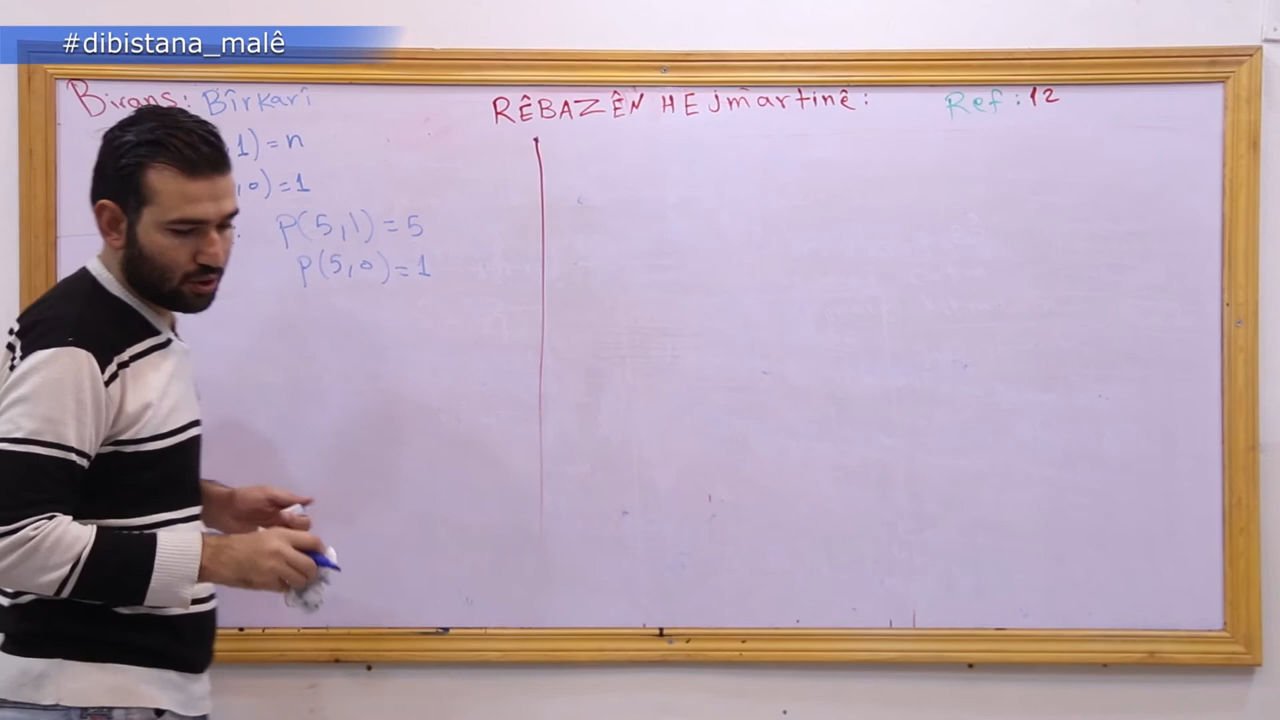 #dibistana_malê
Birans: Bîrkarî
RÊBAZÊN HEJmartinê:
Ref: 12
1) = n
,0) = 1
P(5,1) = 5
P(5,0) = 1